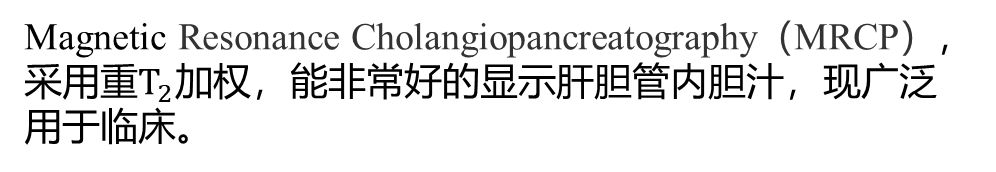 Magnetic Resonance Cholangiopancreatography（MRCP），
采用重T₂加权，能非常好的显示肝胆管内胆汁，现广泛
用于临床。